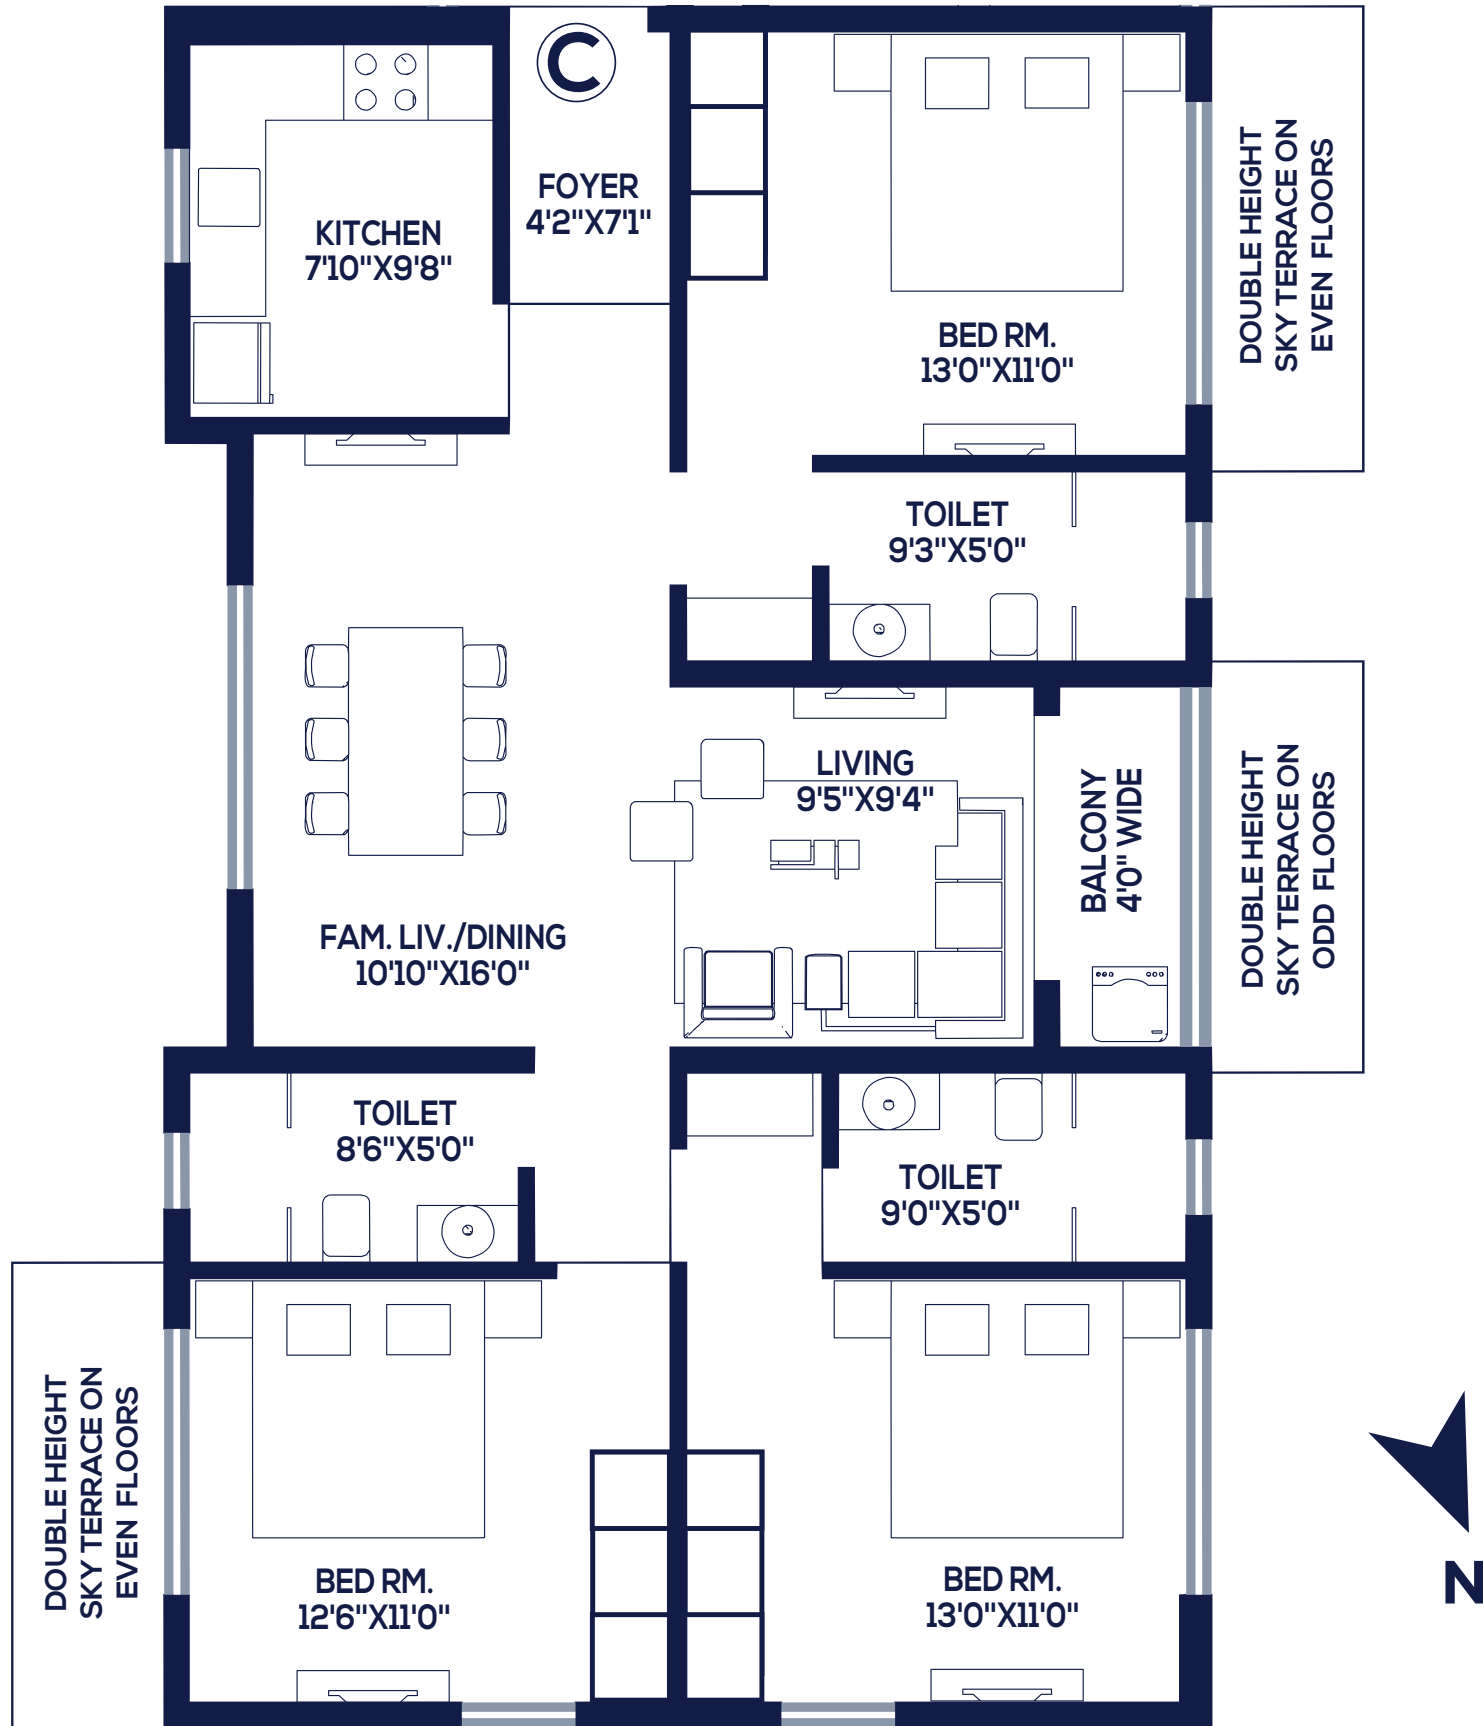 C
FOYER
4'2"X7'1"
KITCHEN
7'10"X9'8"
BED RM.
13'0"X11'0"
DOUBLE HEIGHT
SKY TERRACE ON
EVEN FLOORS
TOILET
9'3"X5'0"
LIVING
9'5"X9'4"
BALCONY
4'0" WIDE
DOUBLE HEIGHT
SKY TERRACE ON
ODD FLOORS
FAM. LIV./DINING
10'10"X16'0"
TOILET
8'6"X5'0"
TOILET
9'0"X5'0"
DOUBLE HEIGHT
SKY TERRACE ON
EVEN FLOORS
BED RM.
12'6"X11'0"
BED RM.
13'0"X11'0"
N